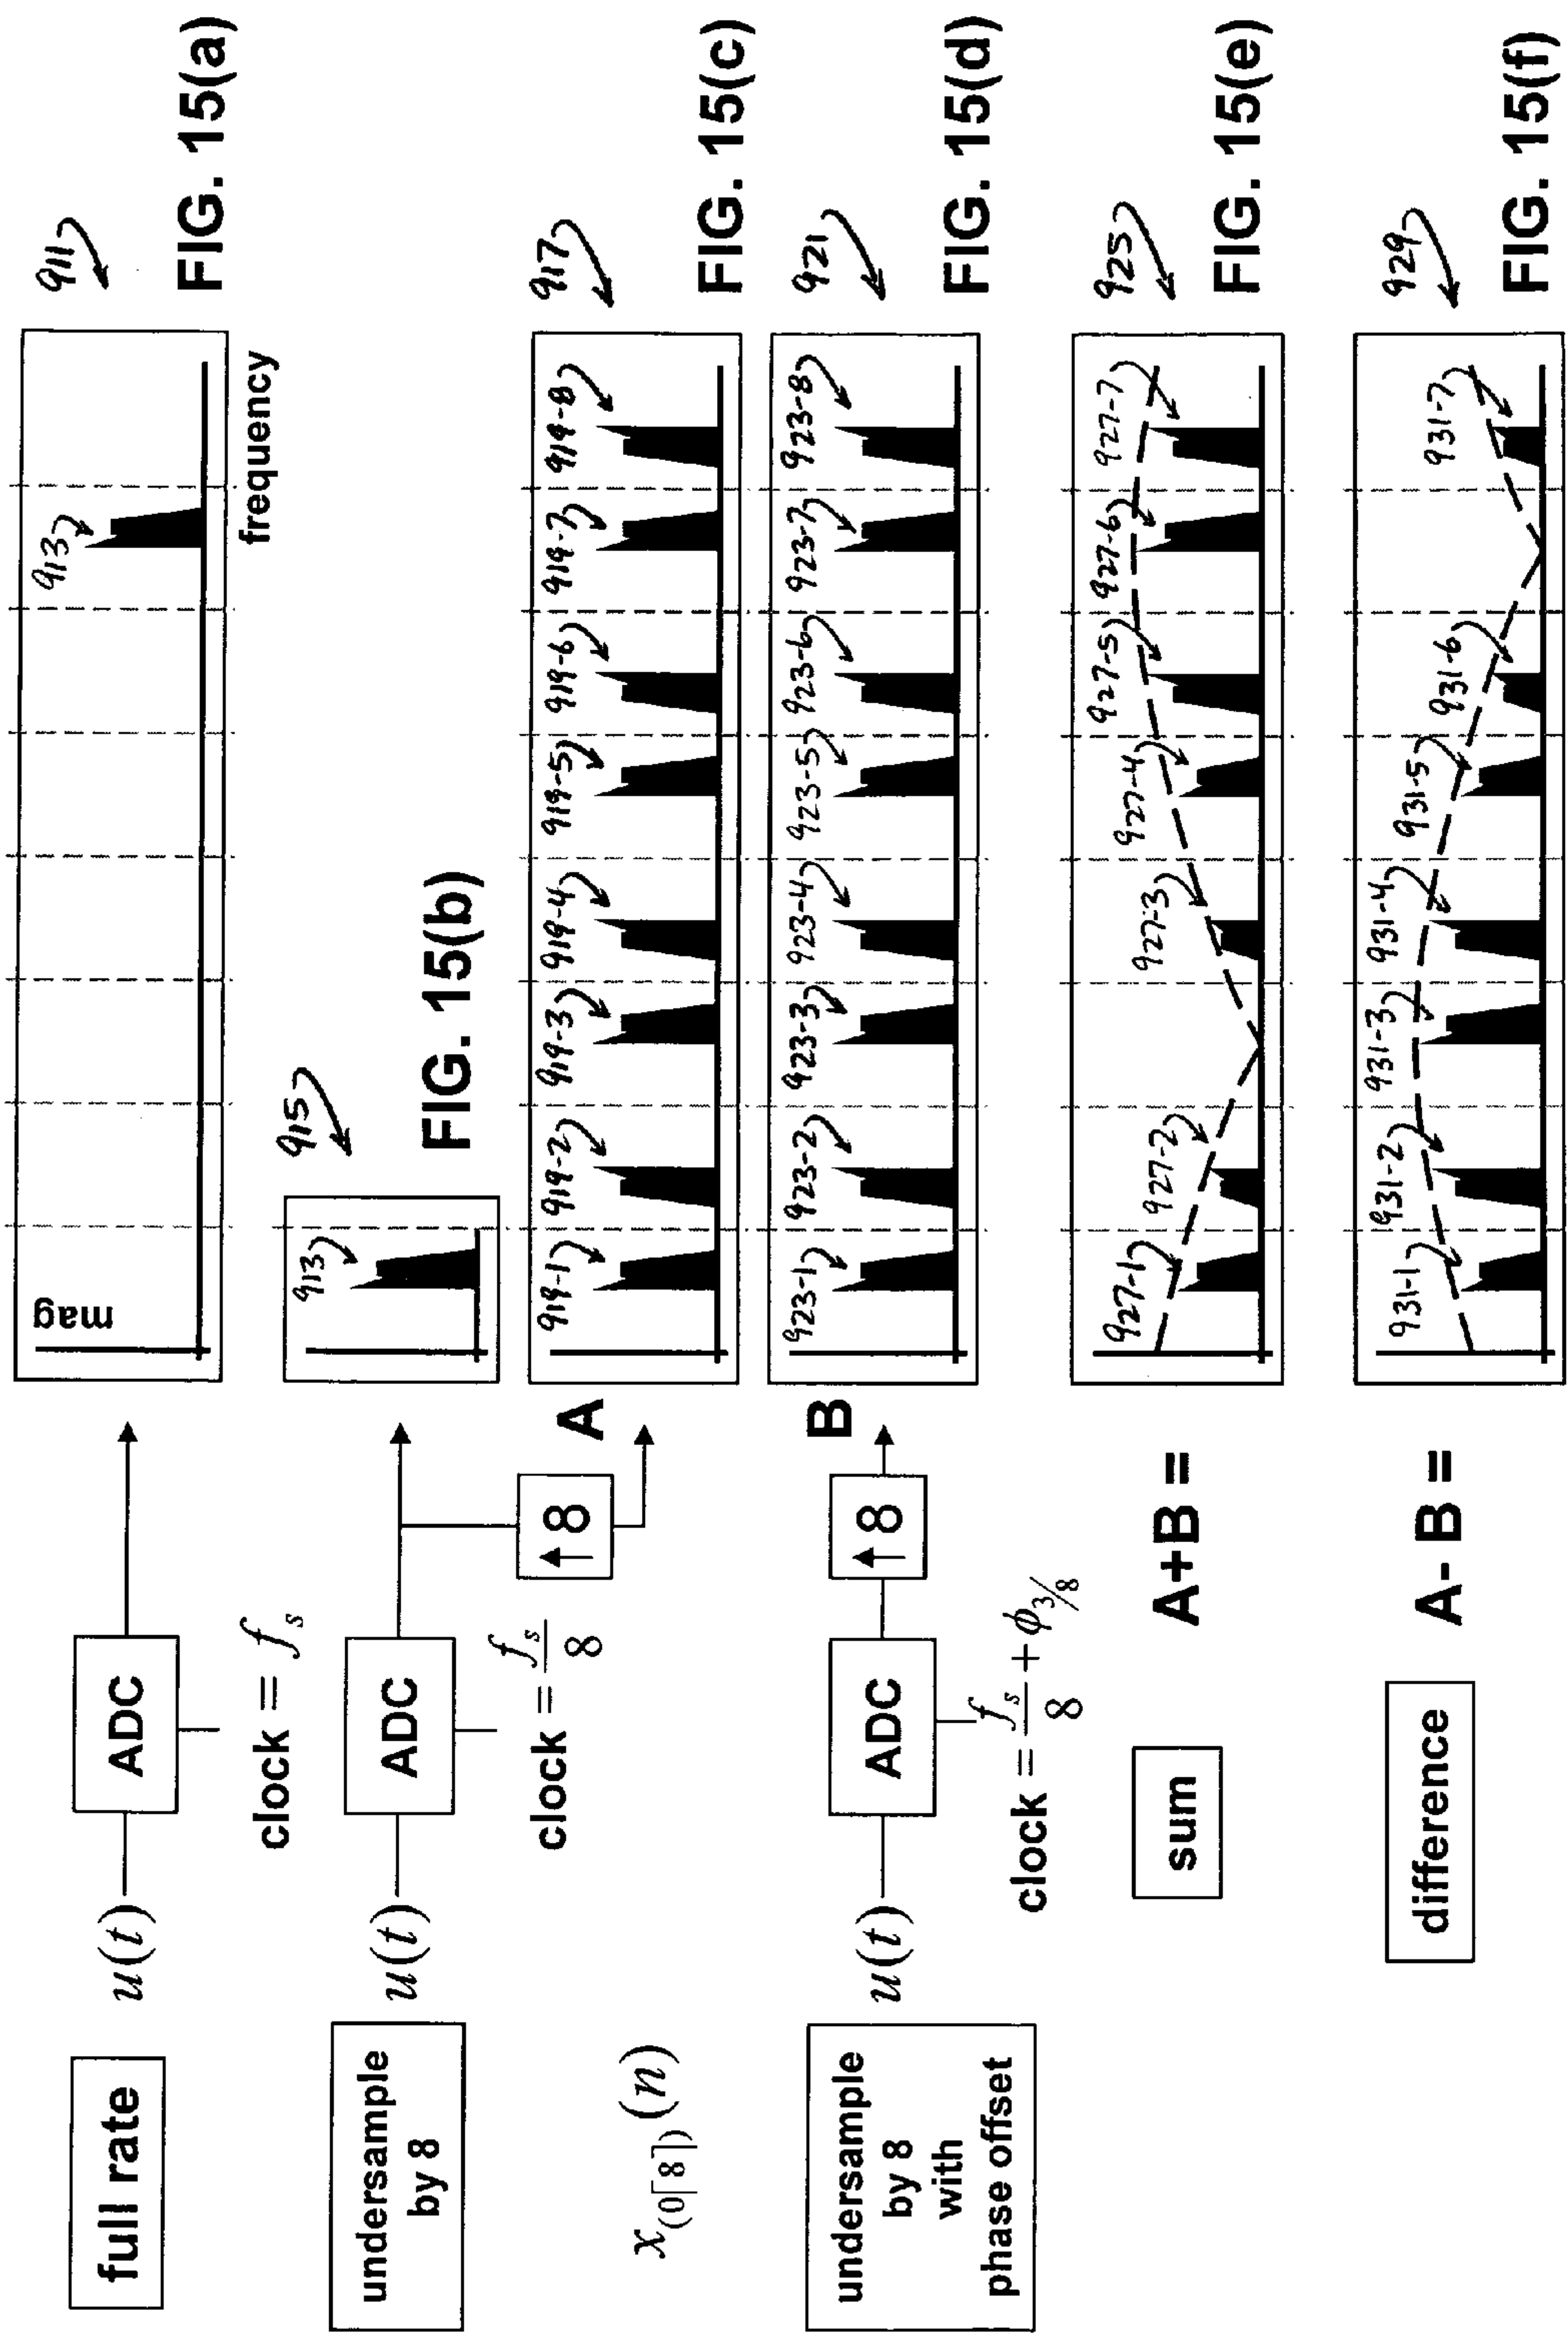 full rate
u(t)
ADC
clock = f_s
mag
913
frequency
911
FIG. 15(a)
undersample
by 8
u(t)
ADC
clock = f_s/8
913
915
FIG. 15(b)
x_(0⌈8⌉)(n)
↑8
A
919-1
919-2
919-3
919-4
919-5
919-6
919-7
919-8
917
FIG. 15(c)
undersample
by 8
with
phase offset
u(t)
ADC
clock = f_s/8 + ϕ_3/8
↑8
B
923-1
923-2
923-3
923-4
923-5
923-6
923-7
923-8
921
FIG. 15(d)
sum
A+B =
927-1
927-2
927-3
927-4
927-5
927-6
927-7
925
FIG. 15(e)
difference
A- B =
931-1
931-2
931-3
931-4
931-5
931-6
931-7
929
FIG. 15(f)